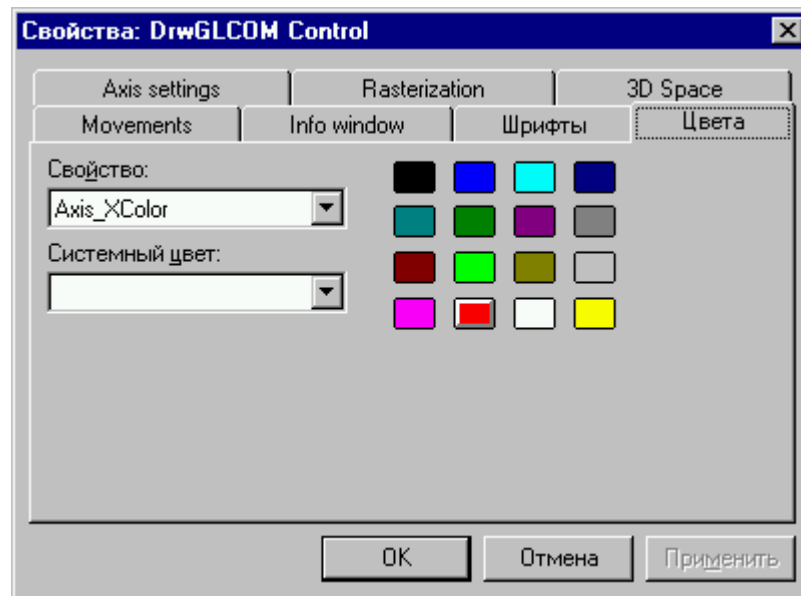 Свойства: DrwGLCOM Control
Axis settings Rasterization 3D Space
Movements Info window Шрифты Цвета
Свойство:
Axis_XColor
Системный цвет:
OK Отмена Применить